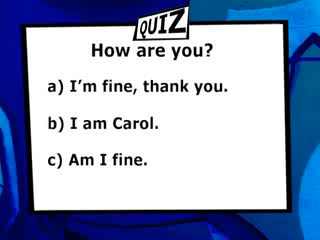 QUIZ
How are you?
a) I'm fine, thank you.
b) I am Carol.
c) Am I fine.